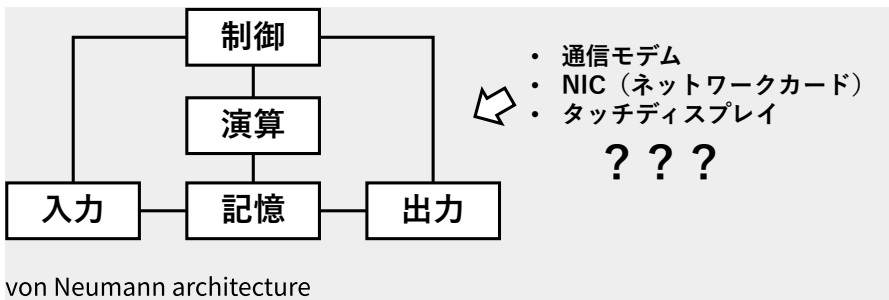 制御
演算
入力
記憶
出力
• 通信モデム
• NIC（ネットワークカード）
• タッチディスプレイ
？？？
von Neumann architecture